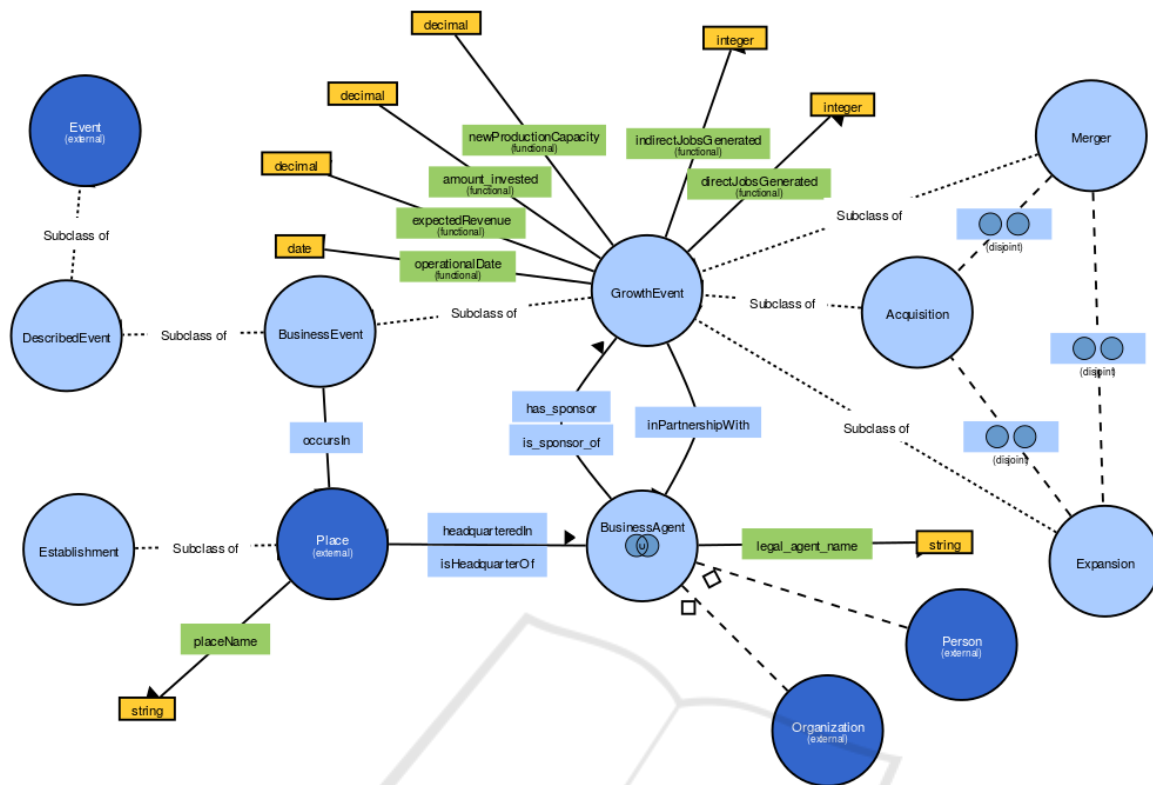 decimal
integer
decimal
integer
Event
(external)
Merger
newProductionCapacity
(functional)
indirectJobsGenerated
(functional)
decimal
amount_invested
(functional)
directJobsGenerated
(functional)
expectedRevenue
(functional)
Subclass of
Subclass of
(disjoint)
date
operationalDate
(functional)
GrowthEvent
Subclass of
Acquisition
Subclass of
DescribedEvent
Subclass of
BusinessEvent
(disjoint)
has_sponsor
is_sponsor_of
inPartnershipWith
Subclass of
occursIn
(disjoint)
Establishment
Subclass of
Place
(external)
headquarteredIn
isHeadquarterOf
BusinessAgent
legal_agent_name
string
Expansion
placeName
Person
(external)
string
Organization
(external)